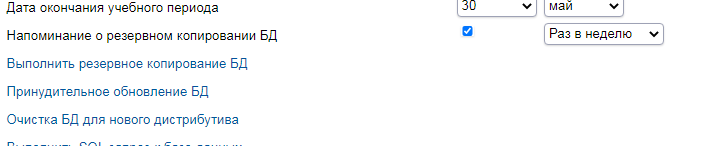 Дата окончания учебного периода 30 май
Напоминание о резервном копировании БД Раз в неделю
Выполнить резервное копирование БД
Принудительное обновление БД
Очистка БД для нового дистрибутива